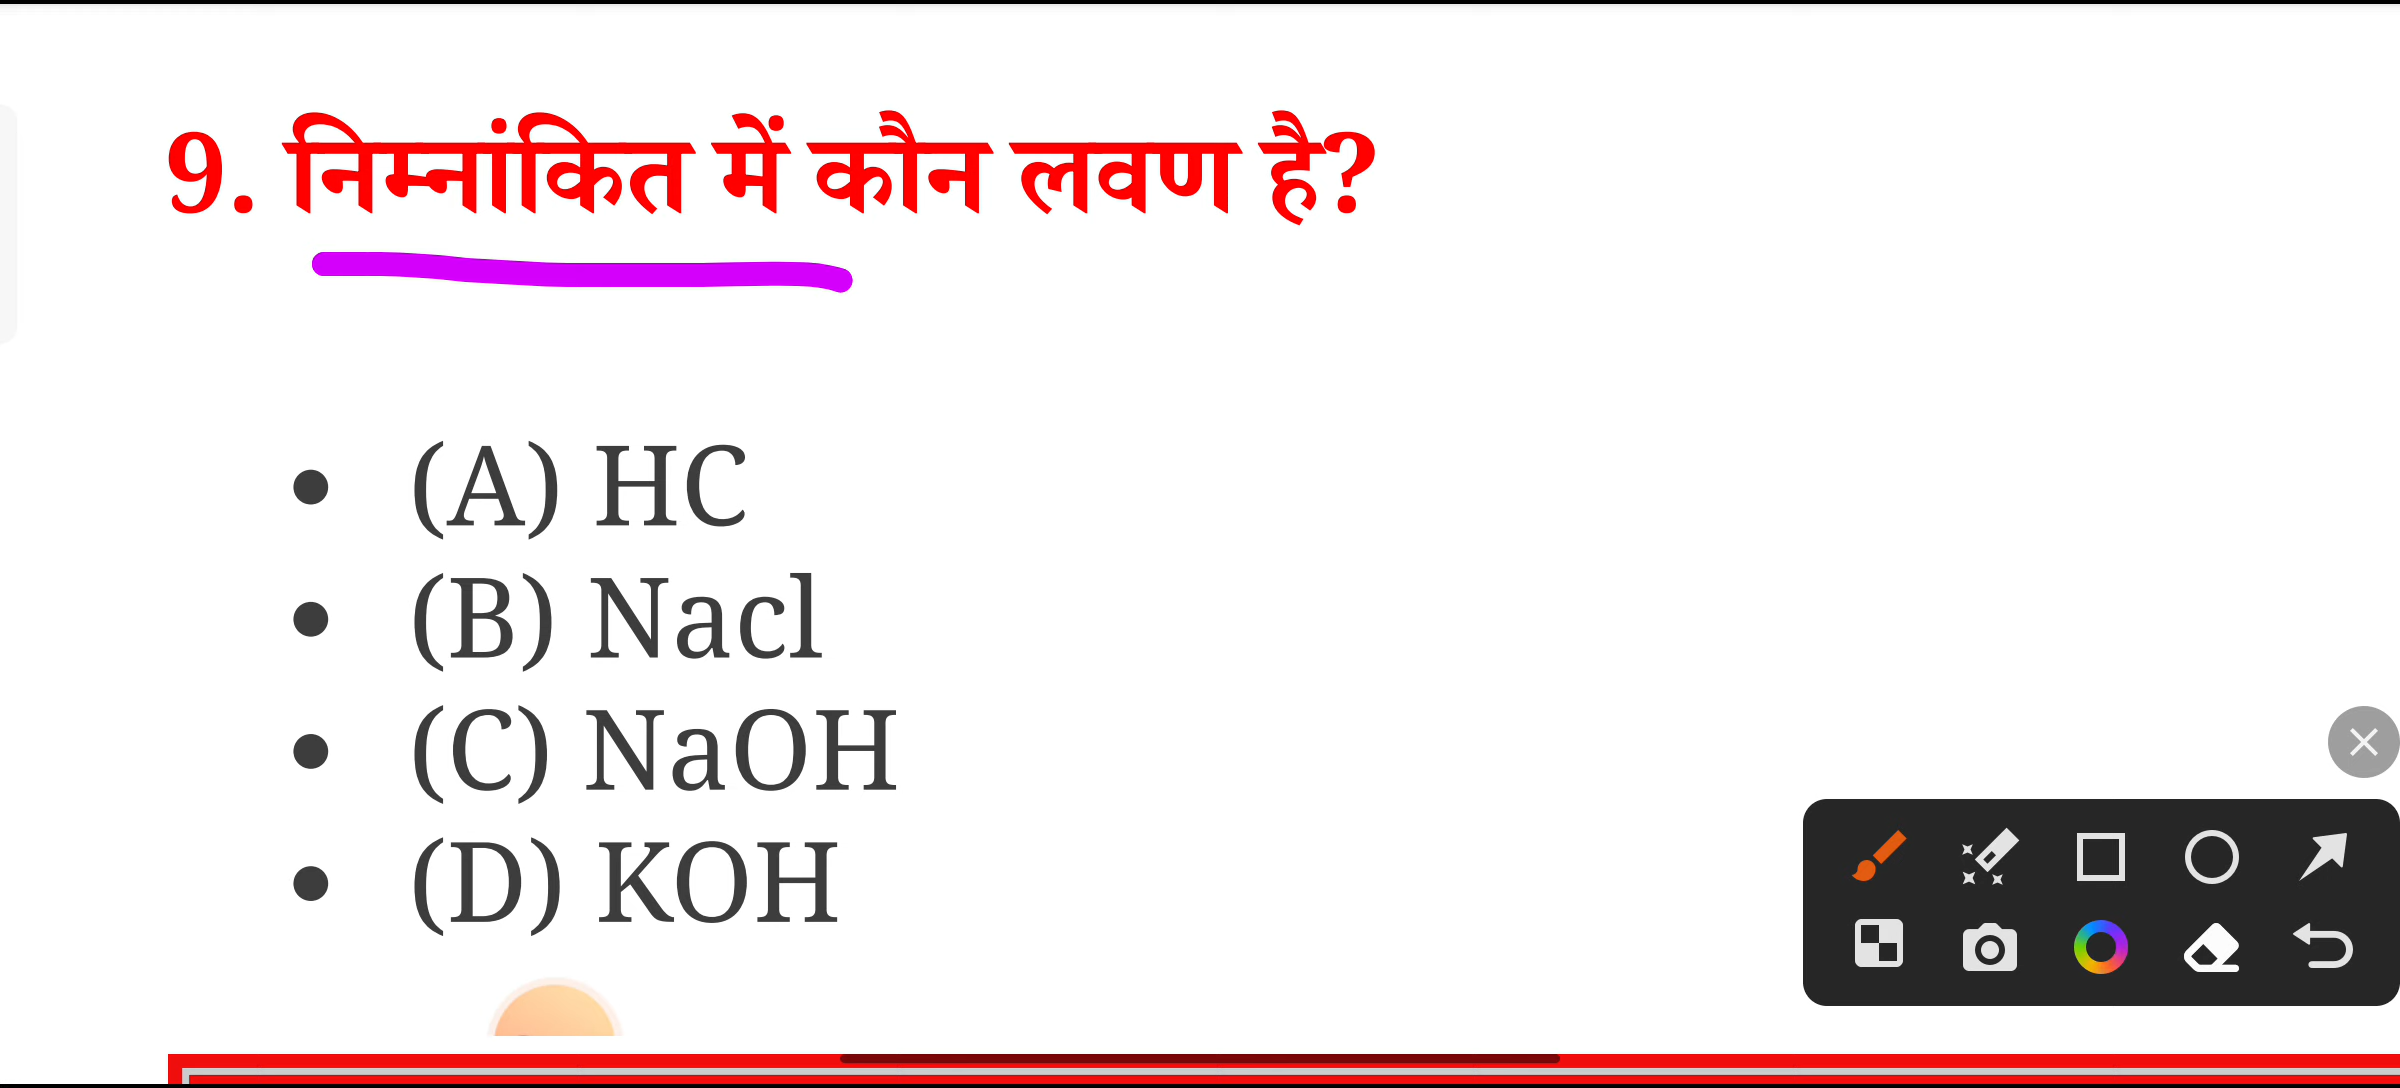 9. निम्नांकित में कौन लवण है?
• (A) HC
• (B) Nacl
• (C) NaOH
• (D) KOH